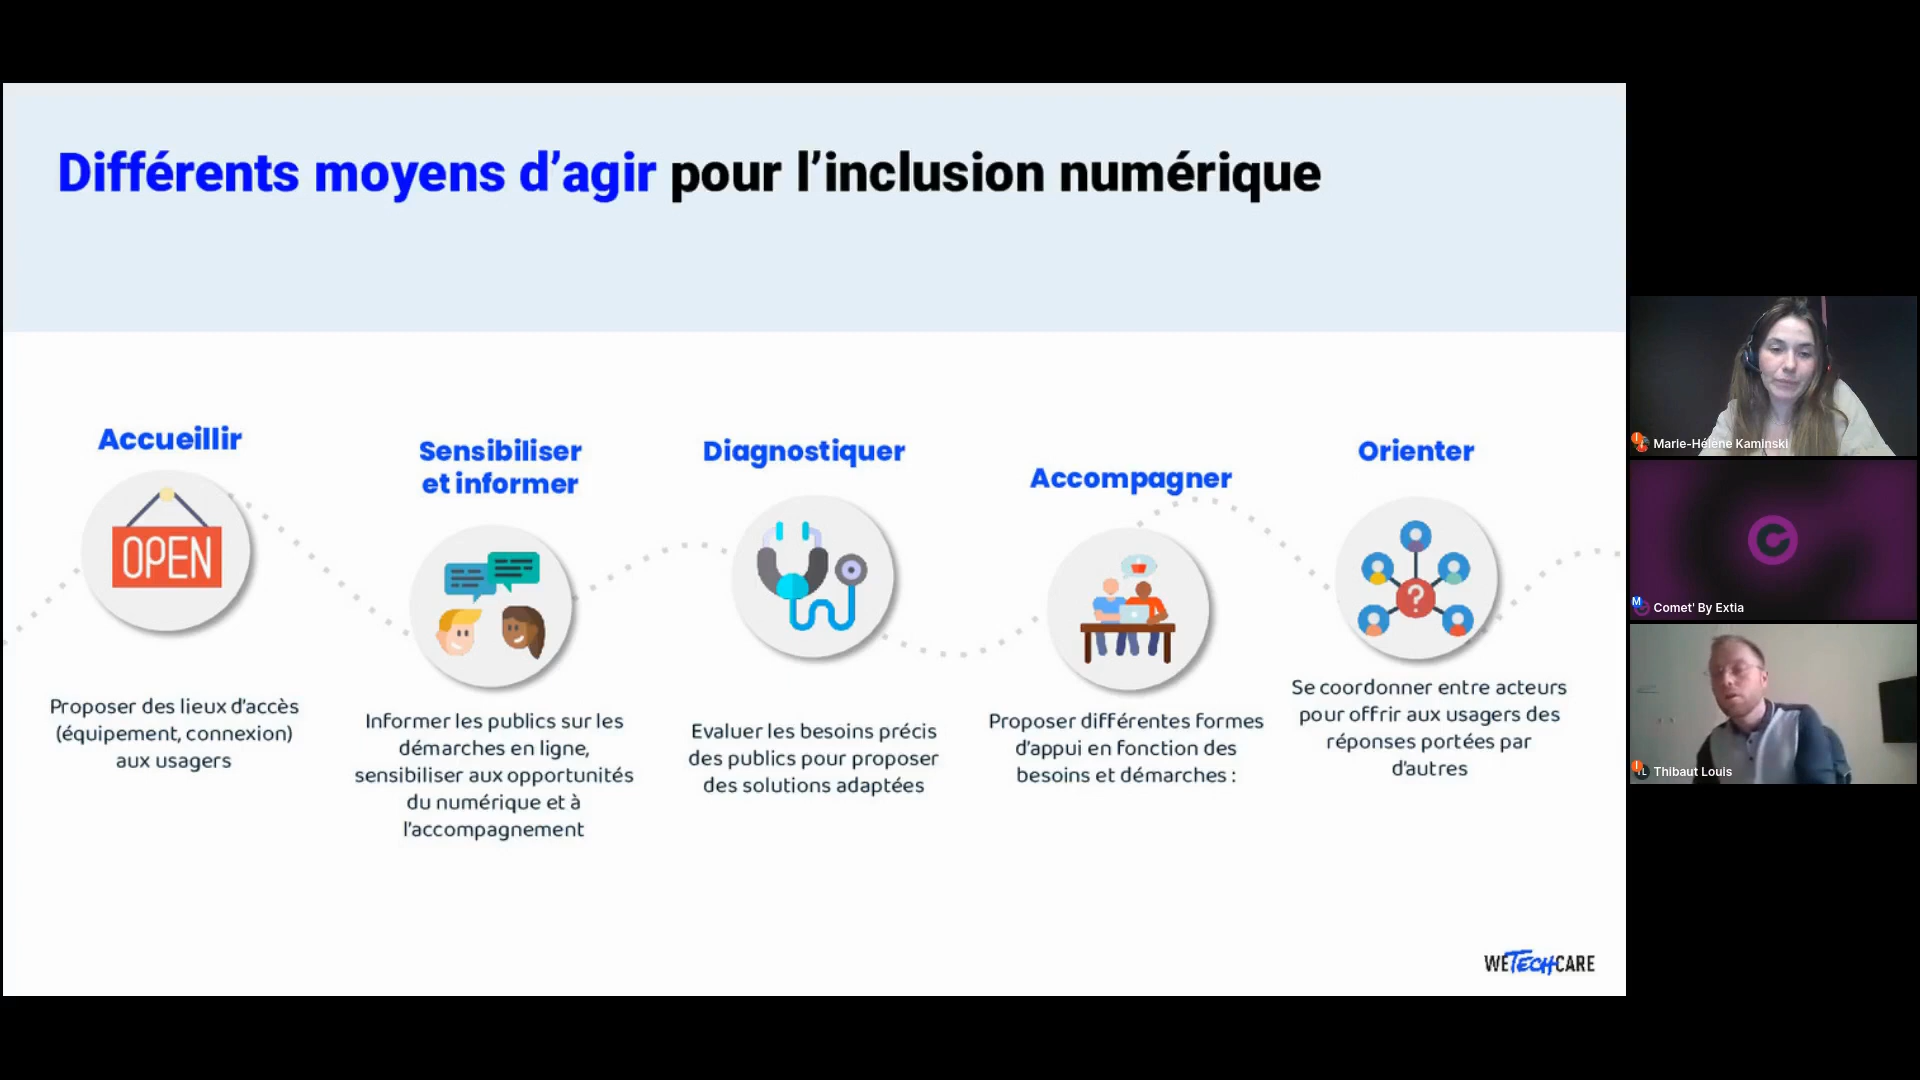 Différents moyens d’agir pour l’inclusion numérique
Accueillir
OPEN
Proposer des lieux d’accès
(équipement, connexion)
aux usagers
Sensibiliser
et informer
Informer les publics sur les
démarches en ligne,
sensibiliser aux opportunités
du numérique et à
l’accompagnement
Diagnostiquer
Evaluer les besoins précis
des publics pour proposer
des solutions adaptées
Accompagner
Proposer différentes formes
d’appui en fonction des
besoins et démarches :
Orienter
?
Se coordonner entre acteurs
pour offrir aux usagers des
réponses portées par
d’autres
WETECHCARE
Marie-Hélène Kaminski
M
Comet' By Extia
TL
Thibaut Louis